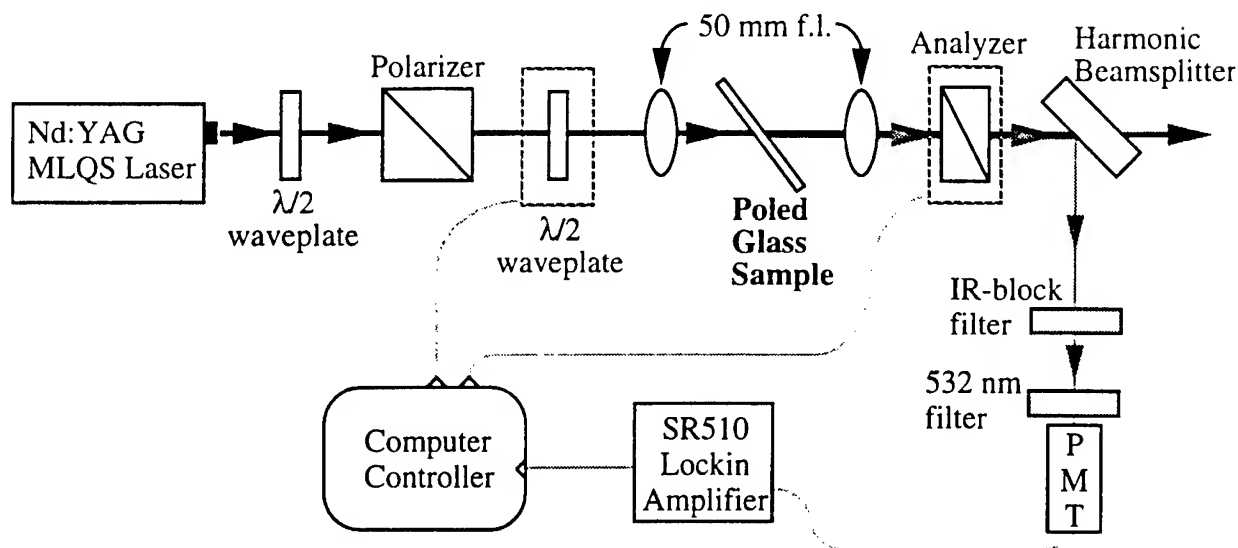 50 mm f.l.
Analyzer
Harmonic
Beamsplitter
Polarizer
Nd:YAG
MLQS Laser
λ/2
waveplate
λ/2
waveplate
Poled
Glass
Sample
IR-block
filter
532 nm
filter
Computer
Controller
SR510
Lockin
Amplifier
P
M
T